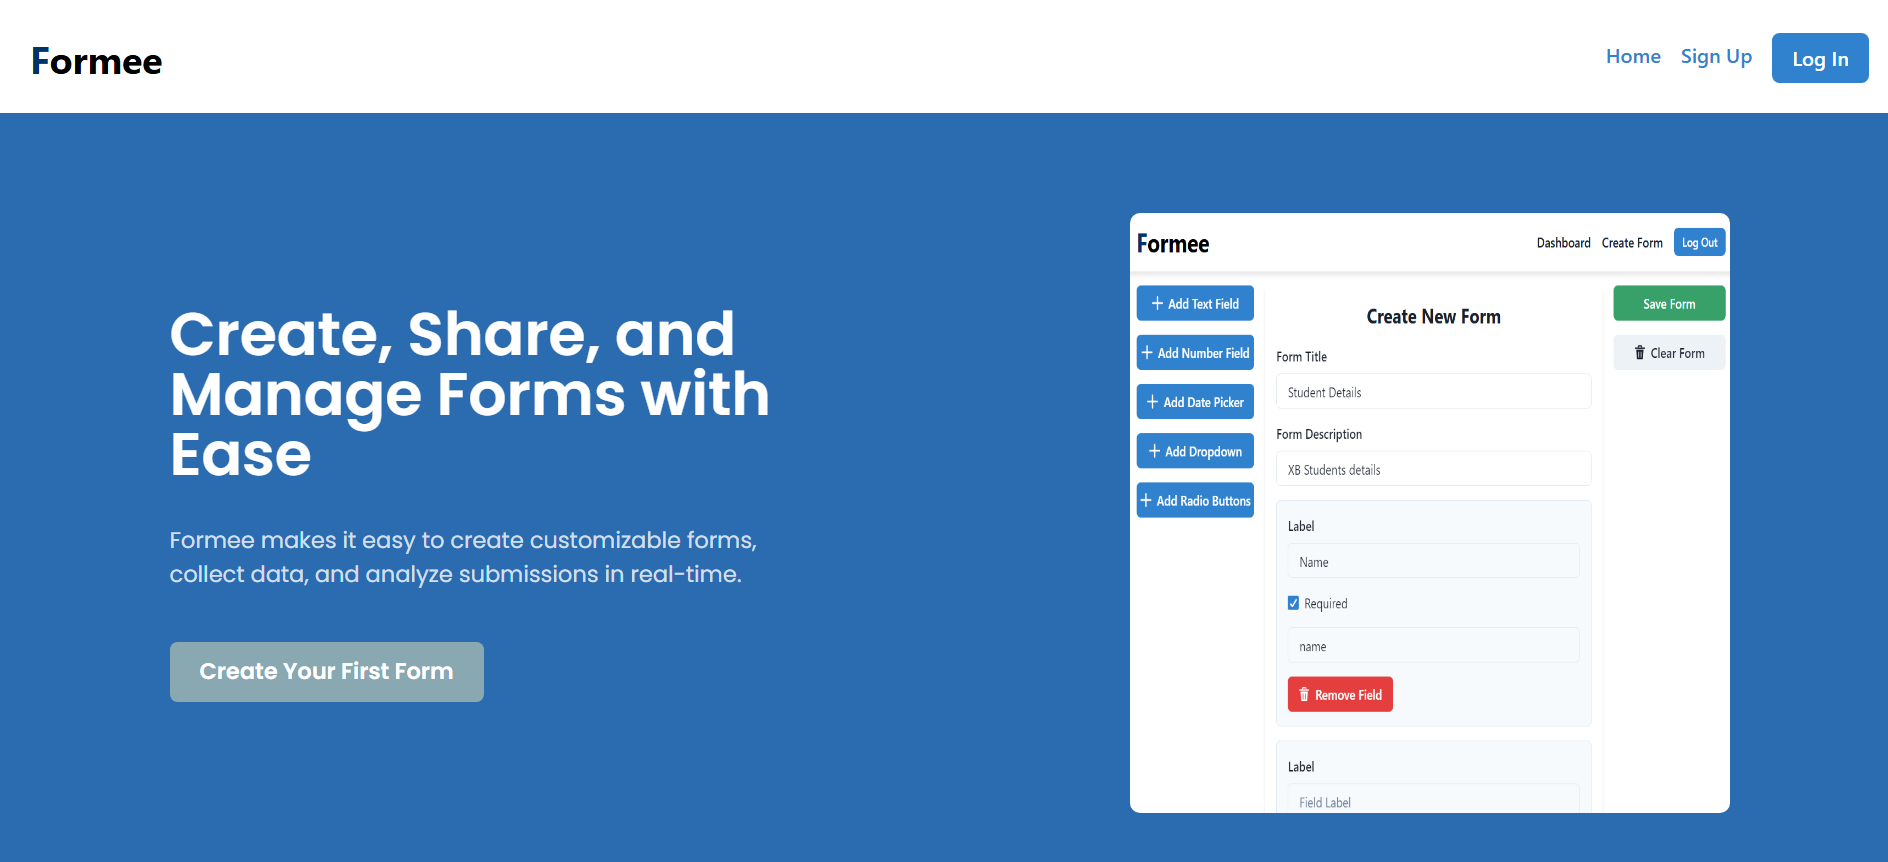 Formee
Home Sign Up Log In
Create, Share, and
Manage Forms with
Ease
Formee makes it easy to create customizable forms,
collect data, and analyze submissions in real-time.
Create Your First Form
Formee
Dashboard Create Form Log Out
+ Add Text Field
+ Add Number Field
+ Add Date Picker
+ Add Dropdown
+ Add Radio Buttons
Create New Form
Form Title
Student Details
Form Description
XB Students details
Label
Name
Required
name
Remove Field
Label
Field Label
Save Form
Clear Form